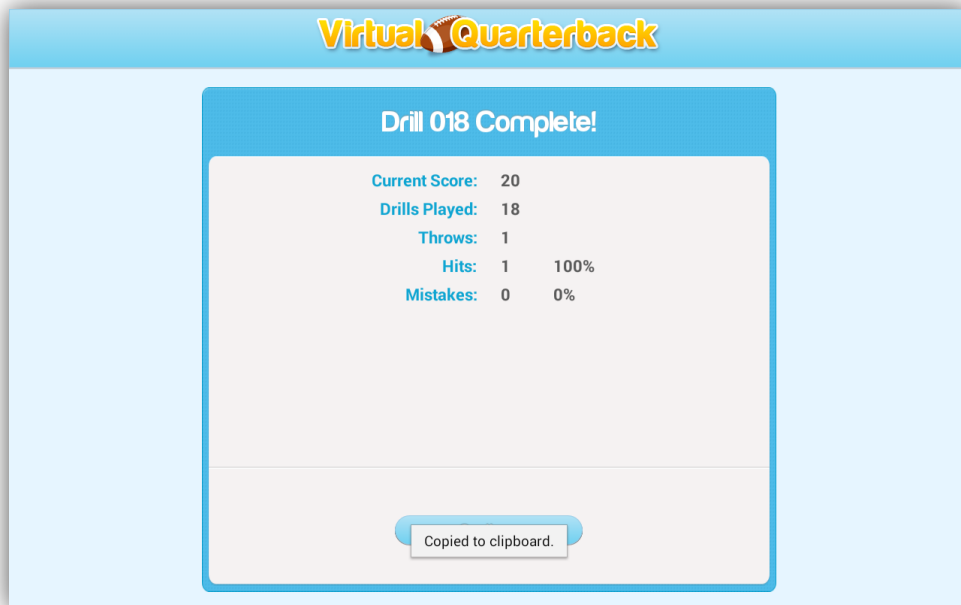 Virtual Quarterback
Drill 018 Complete!
Current Score: 20
Drills Played: 18
Throws: 1
Hits: 1 100%
Mistakes: 0 0%
Copied to clipboard.